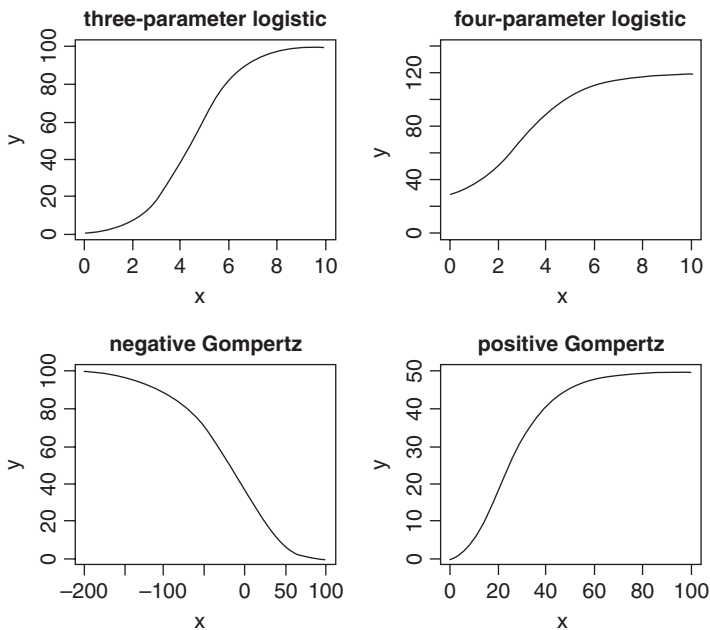 three-parameter logistic
y
0 20 40 60 80 100
0 2 4 6 8 10
x
four-parameter logistic
y
0 40 80 120
0 2 4 6 8 10
x
negative Gompertz
y
0 20 40 60 80 100
–200 –100 0 50 100
x
positive Gompertz
y
0 10 20 30 40 50
0 20 40 60 80 100
x